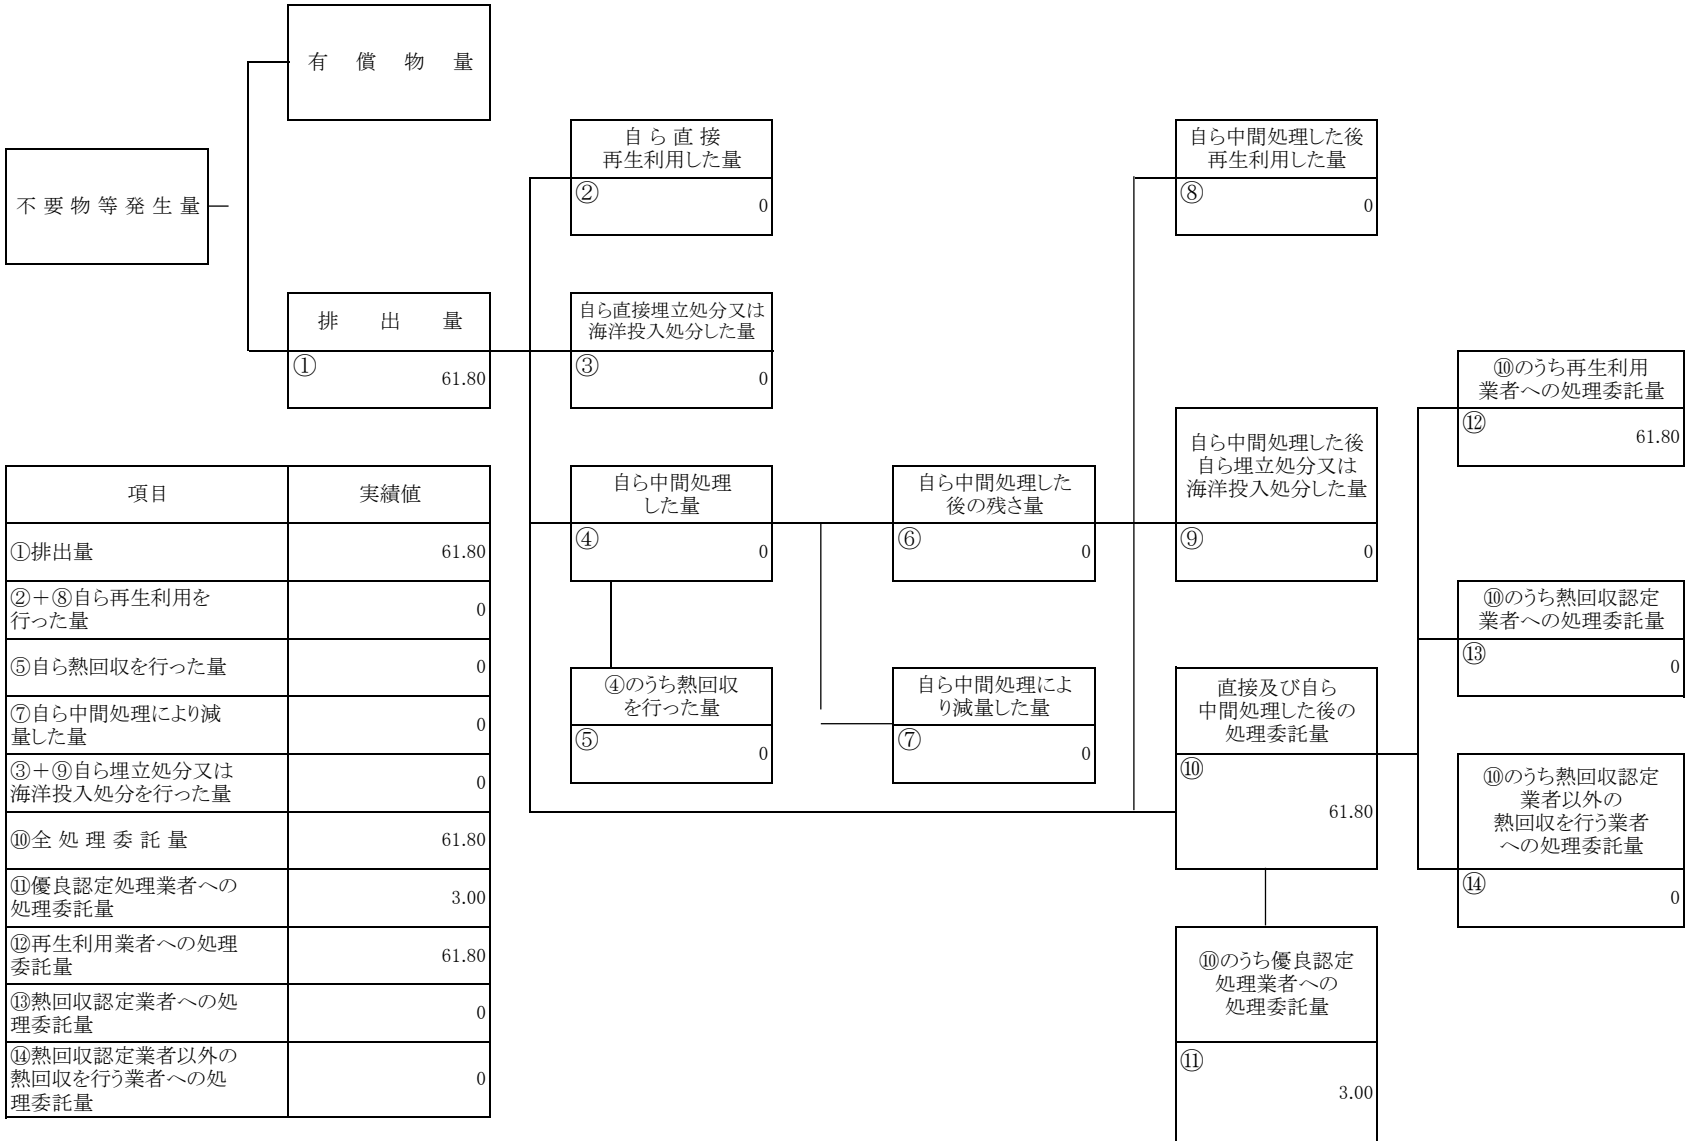 有償物量
不要物等発生量
排出量
①
61.80
自ら直接
再生利用した量
②
0
自ら直接埋立処分又は
海洋投入処分した量
③
0
自ら中間処理
した量
④
0
④のうち熱回収
を行った量
⑤
0
自ら中間処理した
後の残さ量
⑥
0
自ら中間処理によ
り減量した量
⑦
0
自ら中間処理した後
再生利用した量
⑧
0
自ら中間処理した後
自ら埋立処分又は
海洋投入処分した量
⑨
0
直接及び自ら
中間処理した後の
処理委託量
⑩
61.80
⑩のうち優良認定
処理業者への
処理委託量
⑪
3.00
⑩のうち再生利用
業者への処理委託量
⑫
61.80
⑩のうち熱回収認定
業者への処理委託量
⑬
0
⑩のうち熱回収認定
業者以外の
熱回収を行う業者
への処理委託量
⑭
0
項目 実績値
①排出量 61.80
②＋⑧自ら再生利用を
行った量 0
⑤自ら熱回収を行った量 0
⑦自ら中間処理により減
量した量 0
③＋⑨自ら埋立処分又は
海洋投入処分を行った量 0
⑩全処理委託量 61.80
⑪優良認定処理業者への
処理委託量 3.00
⑫再生利用業者への処理
委託量 61.80
⑬熱回収認定業者への処
理委託量 0
⑭熱回収認定業者以外の
熱回収を行う業者への処
理委託量 0